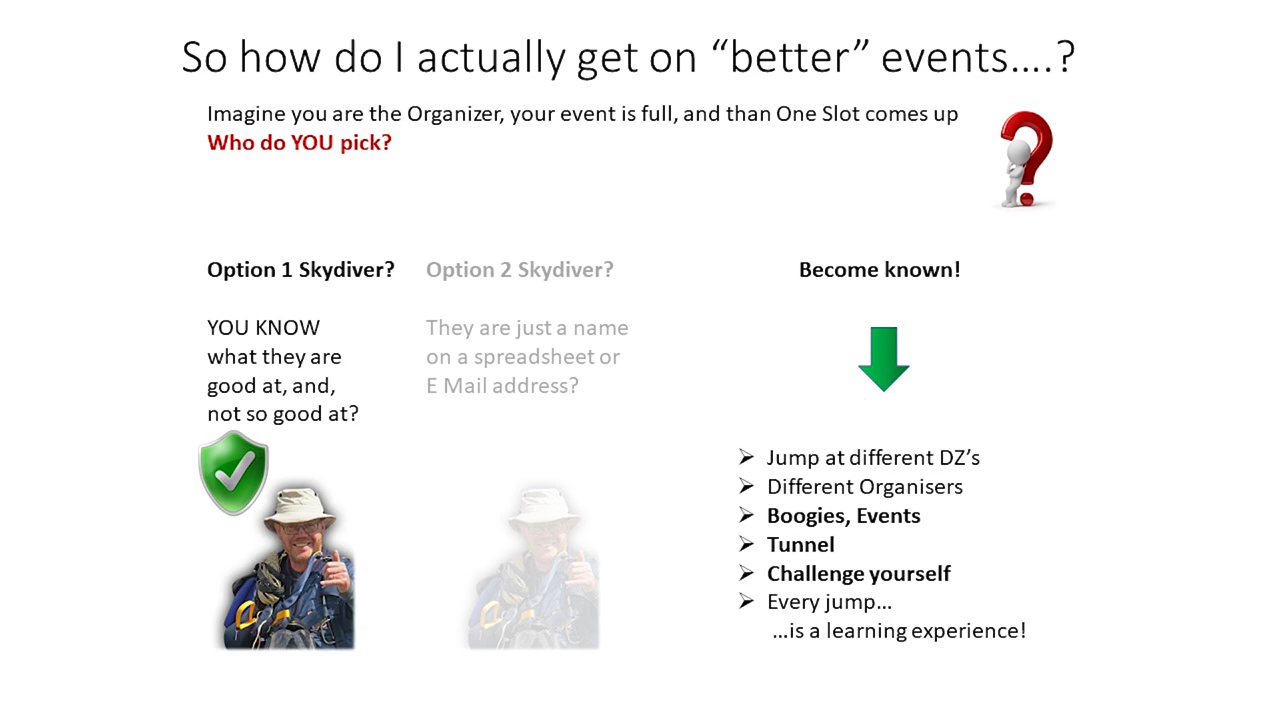 So how do I actually get on “better” events….?
Imagine you are the Organizer, your event is full, and than One Slot comes up
Who do YOU pick?
Option 1 Skydiver?
YOU KNOW
what they are
good at, and,
not so good at?
Option 2 Skydiver?
They are just a name
on a spreadsheet or
E Mail address?
Become known!
➢ Jump at different DZ’s
➢ Different Organisers
➢ Boogies, Events
➢ Tunnel
➢ Challenge yourself
➢ Every jump…
…is a learning experience!